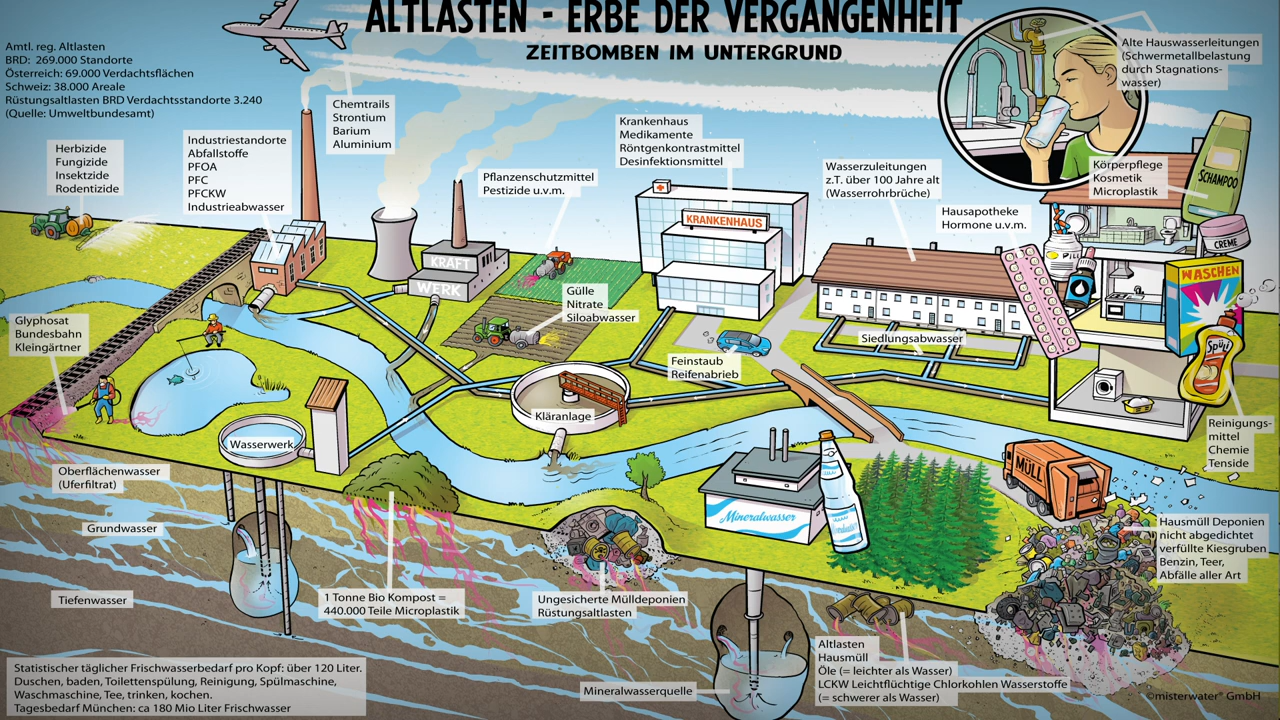 ALTLASTEN - ERBE DER VERGANGENHEIT
ZEITBOMBEN IM UNTERGRUND
Amtl. reg. Altlasten
BRD: 269.000 Standorte
Österreich: 69.000 Verdachtsflächen
Schweiz: 38.000 Areale
Rüstungsaltlasten BRD Verdachtsstandorte 3.240
(Quelle: Umweltbundesamt)
Alte Hauswasserleitungen
(Schwermetallbelastung
durch Stagnations-
wasser)
Chemtrails
Strontium
Barium
Aluminium
Herbizide
Fungizide
Insektzide
Rodentizide
Industriestandorte
Abfallstoffe
PFOA
PFC
PFCKW
Industrieabwasser
Pflanzenschutzmittel
Pestizide u.v.m.
Krankenhaus
Medikamente
Röntgenkontrastmittel
Desinfektionsmittel
Wasserzuleitungen
z.T. über 100 Jahre alt
(Wasserrohrbrüche)
Körperpflege
Kosmetik
Microplastik
SHAMPOO
Hausapotheke
Hormone u.v.m.
KRANKENHAUS
CREME
PILL
KRAFT
WERK
WASCHEN
Gülle
Nitrate
Siloabwasser
Glyphosat
Bundesbahn
Kleingärtner
Siedlungsabwasser
Spüli
Feinstaub
Reifenabrieb
Kläranlage
Wasserwerk
Reinigungs-
mittel
Chemie
Tenside
MÜLL
Oberflächenwasser
(Uferfiltrat)
Mineralwasser
Grundwasser
Hausmüll Deponien
nicht abgedichtet
verfüllte Kiesgruben
Benzin, Teer,
Abfälle aller Art
Tiefenwasser
1 Tonne Bio Kompost =
440.000 Teile Microplastik
Ungesicherte Mülldeponien
Rüstungsaltlasten
Altlasten
Hausmüll
Öle (= leichter als Wasser)
LCKW Leichtflüchtige Chlorkohlen Wasserstoffe
(= schwerer als Wasser)
Mineralwasserquelle
Statistischer täglicher Frischwasserbedarf pro Kopf: über 120 Liter.
Duschen, baden, Toilettenspülung, Reinigung, Spülmaschine,
Waschmaschine, Tee, trinken, kochen.
Tagesbedarf München: ca 180 Mio Liter Frischwasser
©misterwater® GmbH